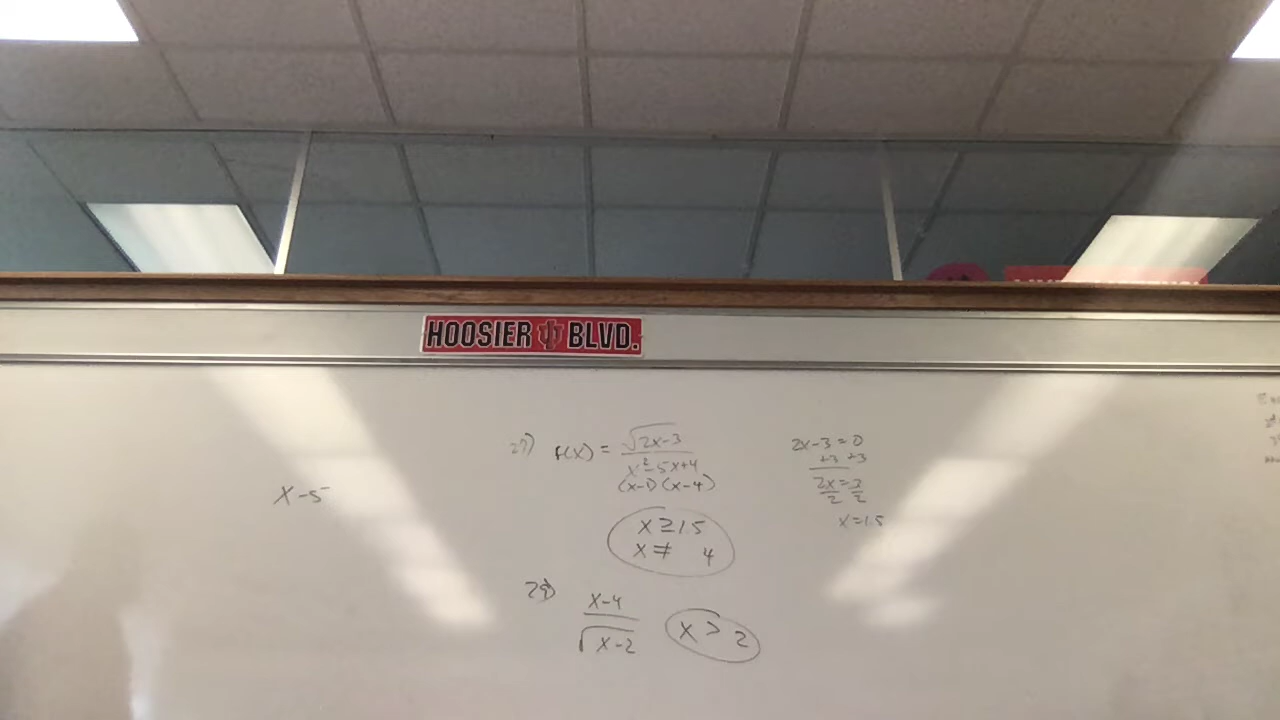 HOOSIER BLVD.
27) f(x) = √2x-3
x²-5x+4
(x-1)(x-4)
x ≥ 1.5
x ≠ 4
2x-3=0
+3 +3
2x=3
2 2
x=1.5
x-5
29)
x-4
√x-2
x > 2